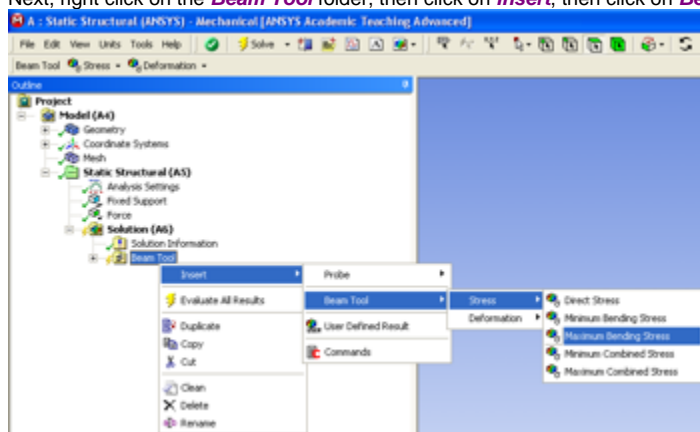 Next, right click on the Beam Tool folder, then click on Insert, then click on Be
A : Static Structural (ANSYS) - Mechanical [ANSYS Academic Teaching Advanced]
File Edit View Units Tools Help Solve
Beam Tool Stress Deformation
Outline
Project
Model (A4)
Geometry
Coordinate Systems
Mesh
Static Structural (A5)
Analysis Settings
Fixed Support
Force
Solution (A6)
Solution Information
Beam Tool
Insert Probe
Evaluate All Results Beam Tool Stress Direct Stress
Deformation Minimum Bending Stress
Duplicate User Defined Result Maximum Bending Stress
Copy Minimum Combined Stress
Cut Commands Maximum Combined Stress
Clean
Delete
Rename